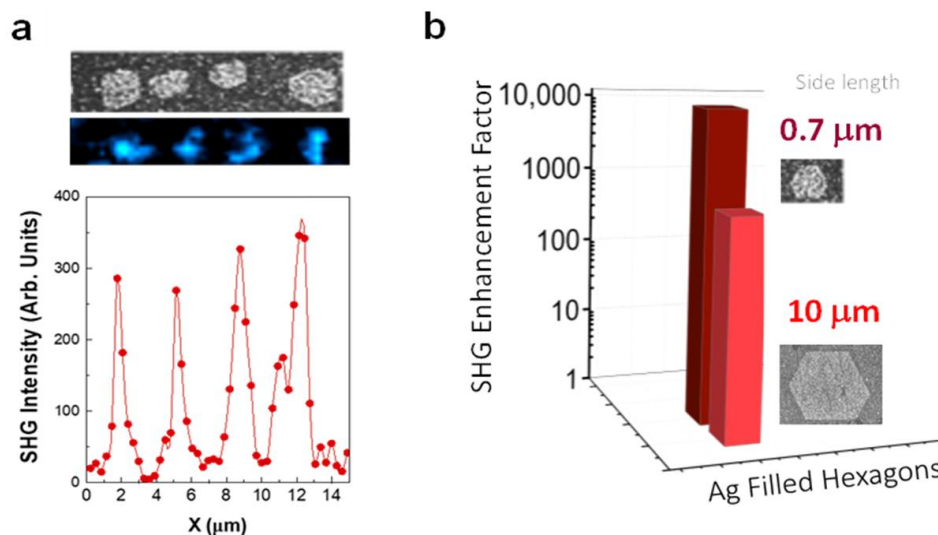 a
400
300
200
100
0
SHG Intensity (Arb. Units)
0 2 4 6 8 10 12 14
X (μm)
b
10,000
1000
100
10
1
SHG Enhancement Factor
Side length
0.7 μm
10 μm
Ag Filled Hexagons